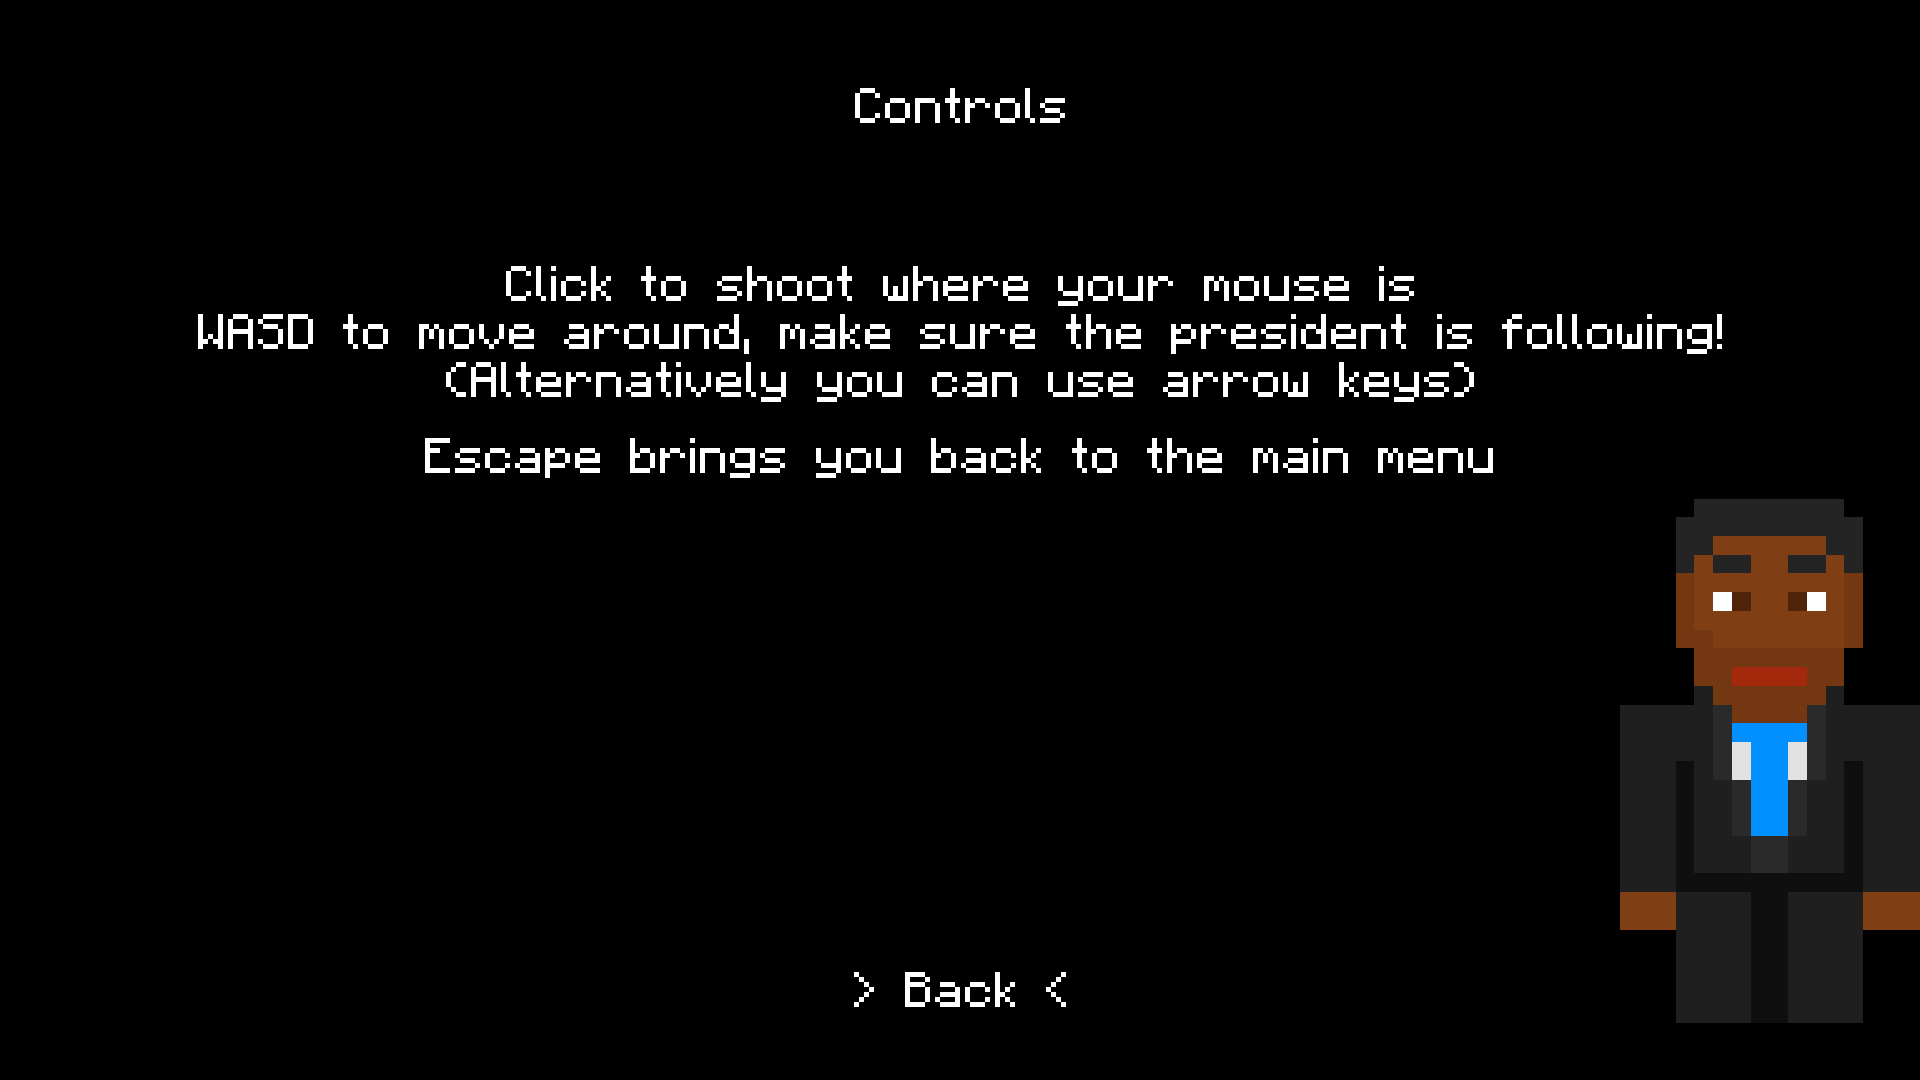 Controls
Click to shoot where your mouse is
WASD to move around, make sure the president is following!
(Alternatively you can use arrow keys)
Escape brings you back to the main menu
> Back <